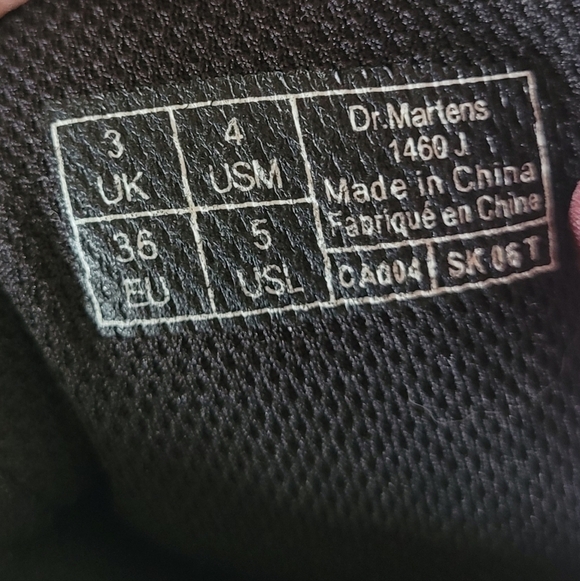 3
UK
4
USM
36
EU
5
USL
Dr.Martens
1460 J
Made in China
Fabriqué en Chine
CA004
SK 06 T